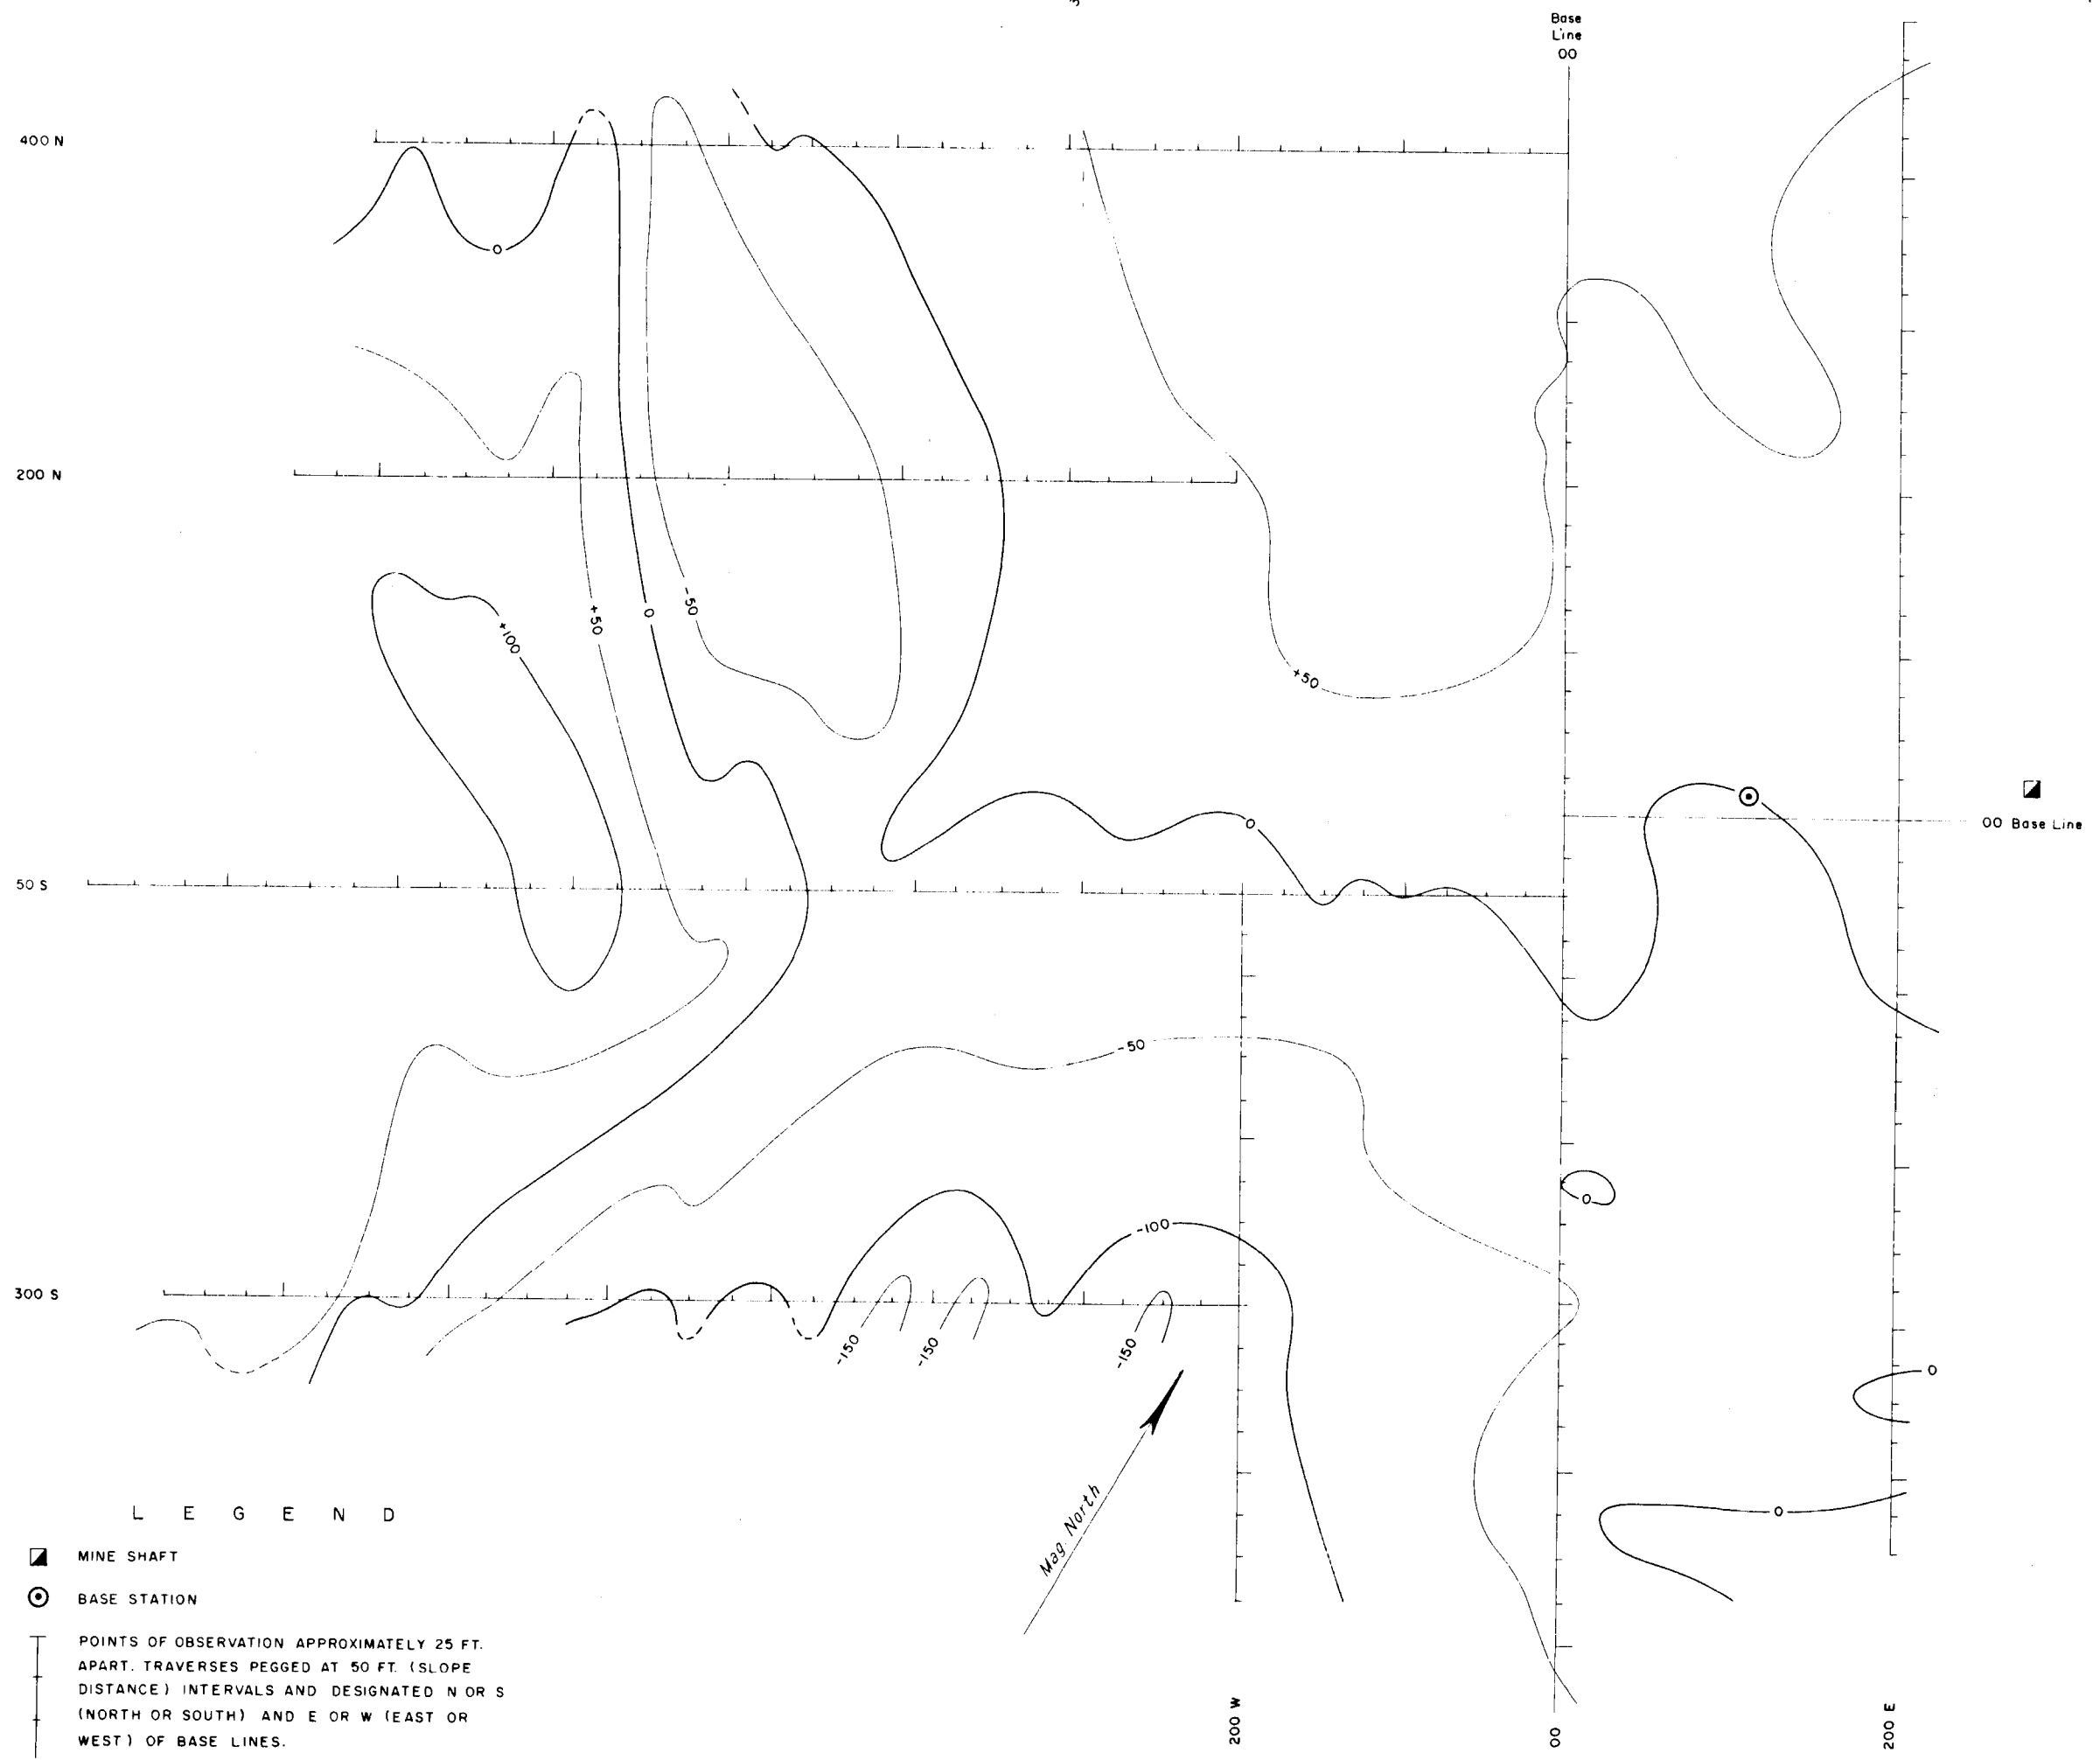 Base
Line
00
400 N
0
200 N
-50
+50
0
+100
+50
0
00 Base Line
50 S
-50
0
-100
300 S
-150
-150
-150
0
Mag. North
0
L E G E N D
MINE SHAFT
BASE STATION
POINTS OF OBSERVATION APPROXIMATELY 25 FT.
APART. TRAVERSES PEGGED AT 50 FT. (SLOPE
DISTANCE) INTERVALS AND DESIGNATED N OR S
(NORTH OR SOUTH) AND E OR W (EAST OR
WEST) OF BASE LINES.
200 W
00
200 E